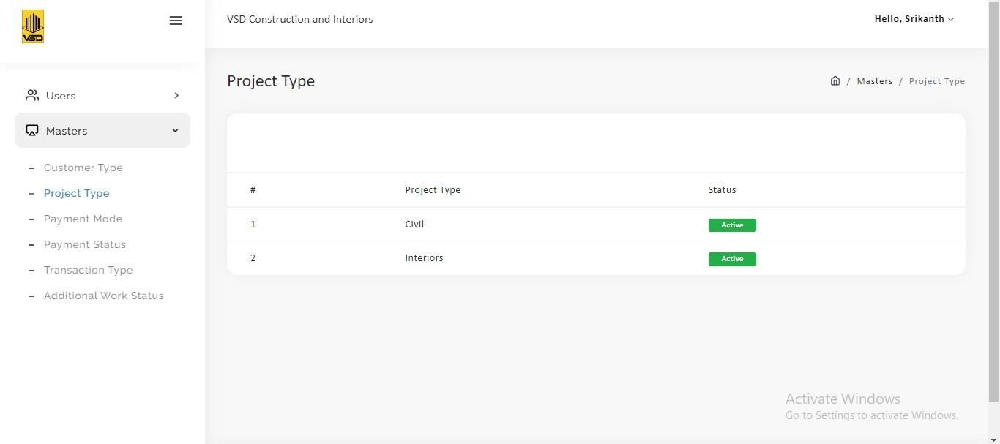 VSD
VSD Construction and Interiors
Hello, Srikanth
Project Type
/ Masters / Project Type
Users
Masters
- Customer Type
- Project Type
- Payment Mode
- Payment Status
- Transaction Type
- Additional Work Status
# Project Type Status
1 Civil Active
2 Interiors Active
Activate Windows
Go to Settings to activate Windows.